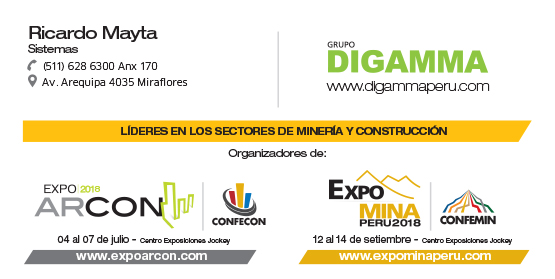 Ricardo Mayta
Sistemas
(511) 628 6300 Anx 170
Av. Arequipa 4035 Miraflores
GRUPO
DIGAMMA
www.digammaperu.com
LÍDERES EN LOS SECTORES DE MINERÍA Y CONSTRUCCIÓN
Organizadores de:
EXPO 2018
ARCON
CONFECON
04 al 07 de julio - Centro Exposiciones Jockey
www.expoarcon.com
EXPO
MINA
PERU2018
CONFEMIN
12 al 14 de setiembre - Centro Exposiciones Jockey
www.expominaperu.com